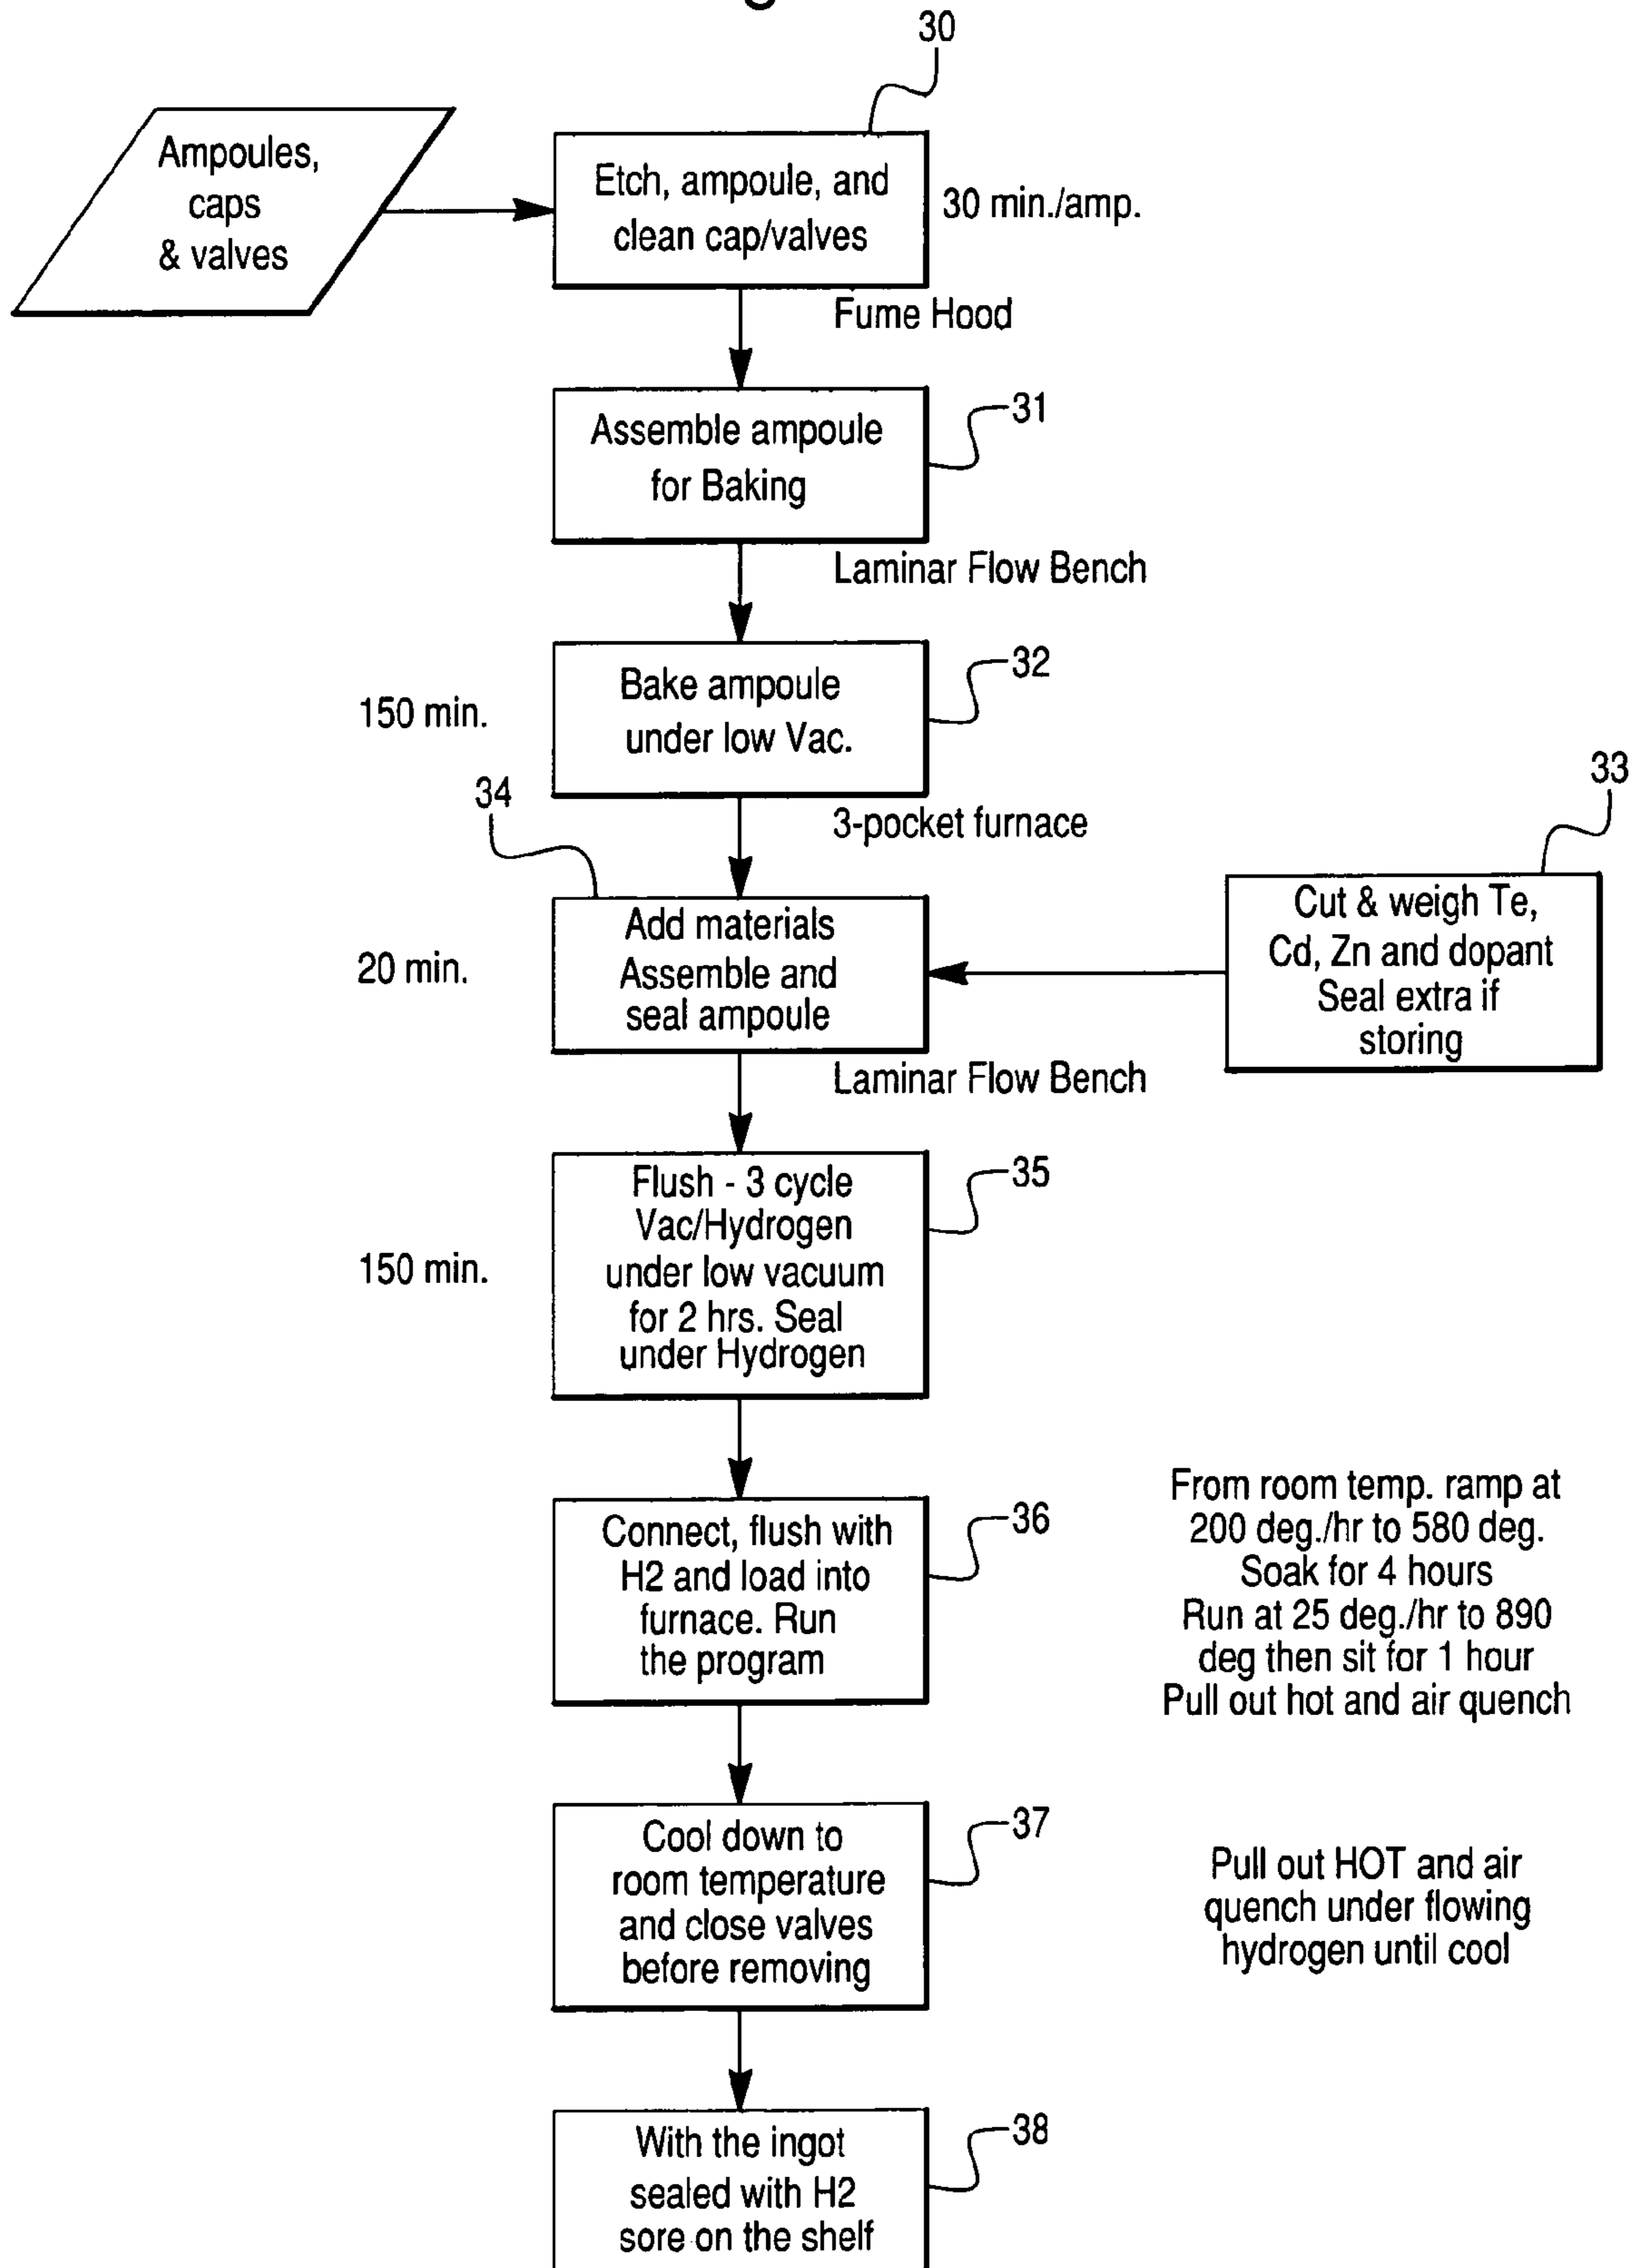 30
Ampoules,
caps
& valves
Etch, ampoule, and
clean cap/valves
30 min./amp.
Fume Hood
31
Assemble ampoule
for Baking
Laminar Flow Bench
32
Bake ampoule
under low Vac.
150 min.
3-pocket furnace
33
34
Add materials
Assemble and
seal ampoule
20 min.
Cut & weigh Te,
Cd, Zn and dopant
Seal extra if
storing
Laminar Flow Bench
35
Flush - 3 cycle
Vac/Hydrogen
under low vacuum
for 2 hrs. Seal
under Hydrogen
150 min.
36
Connect, flush with
H2 and load into
furnace. Run
the program
From room temp. ramp at
200 deg./hr to 580 deg.
Soak for 4 hours
Run at 25 deg./hr to 890
deg then sit for 1 hour
Pull out hot and air quench
37
Cool down to
room temperature
and close valves
before removing
Pull out HOT and air
quench under flowing
hydrogen until cool
38
With the ingot
sealed with H2
sore on the shelf